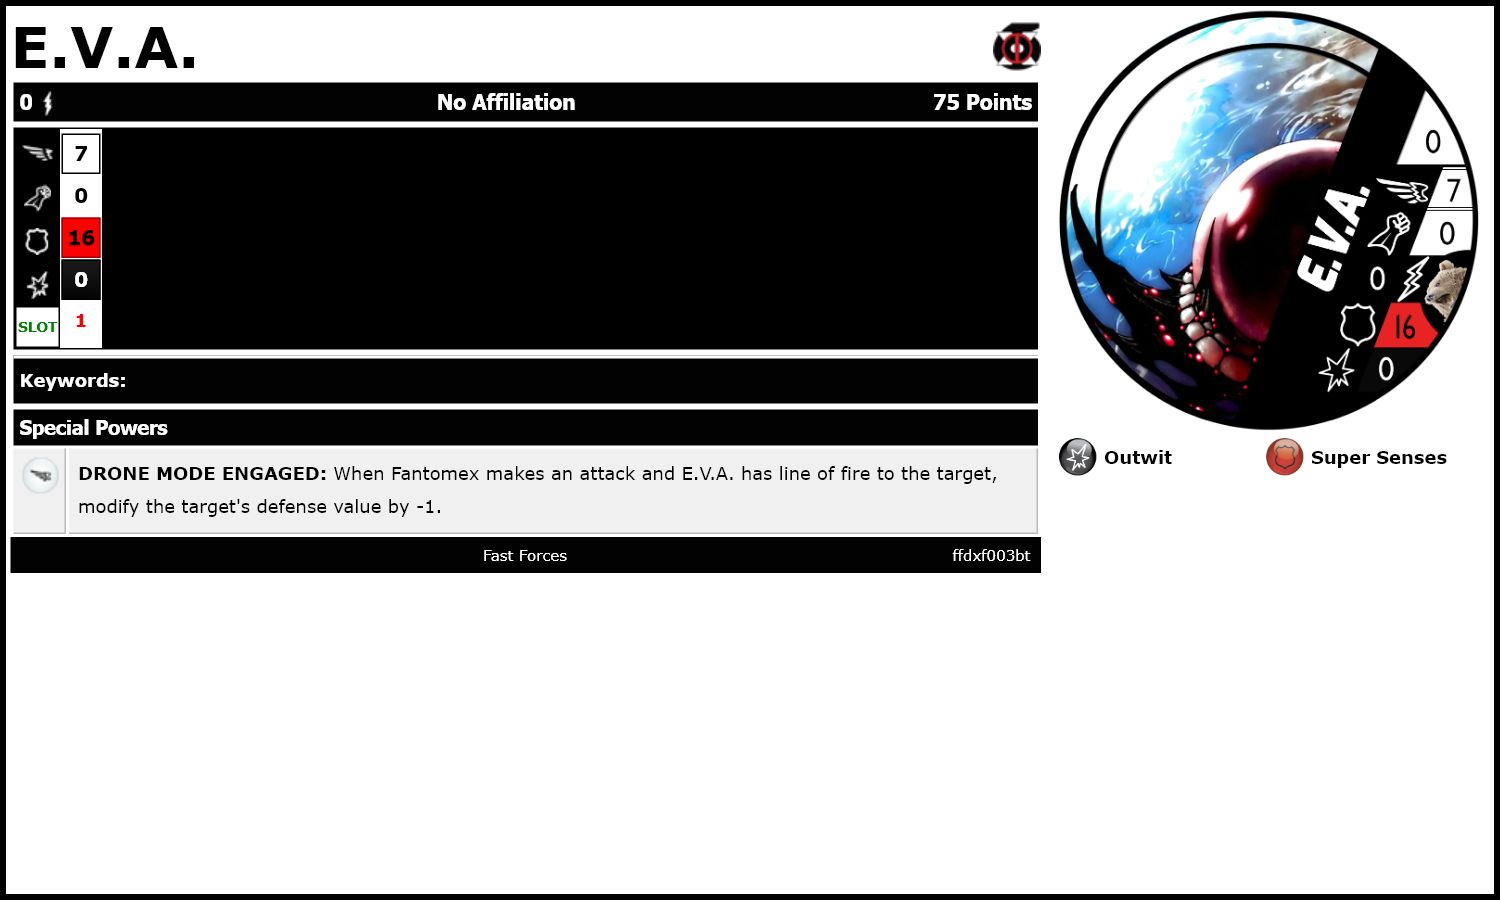 E.V.A.
0 No Affiliation 75 Points
7
0
16
0
SLOT 1
Keywords:
Special Powers
DRONE MODE ENGAGED: When Fantomex makes an attack and E.V.A. has line of fire to the target,
modify the target's defense value by -1.
Fast Forces ffdxf003bt
E.V.A.
0
7
0
0
16
0
Outwit Super Senses